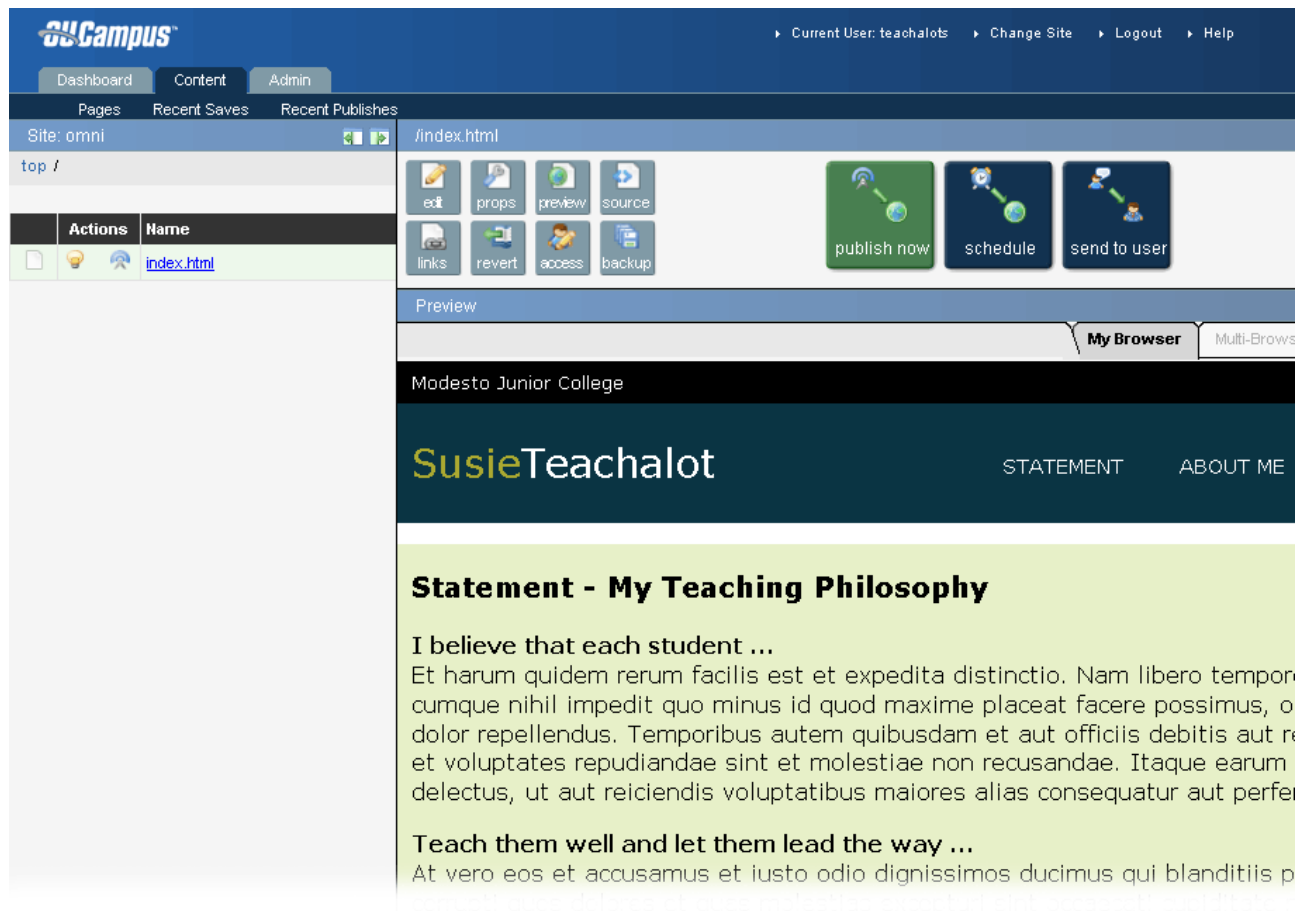 OUCampus™
Current User: teachalots Change Site Logout Help
Dashboard Content Admin
Pages Recent Saves Recent Publishes
Site: omni
/index.html
top /
edit props preview source
links revert access backup
publish now schedule send to user
Actions Name
index.html
Preview
My Browser Multi-Brows
Modesto Junior College
SusieTeachalot
STATEMENT ABOUT ME
Statement - My Teaching Philosophy
I believe that each student ...
Et harum quidem rerum facilis est et expedita distinctio. Nam libero tempor
cumque nihil impedit quo minus id quod maxime placeat facere possimus, o
dolor repellendus. Temporibus autem quibusdam et aut officiis debitis aut re
et voluptates repudiandae sint et molestiae non recusandae. Itaque earum
delectus, ut aut reiciendis voluptatibus maiores alias consequatur aut perfe
Teach them well and let them lead the way ...
At vero eos et accusamus et iusto odio dignissimos ducimus qui blanditiis p